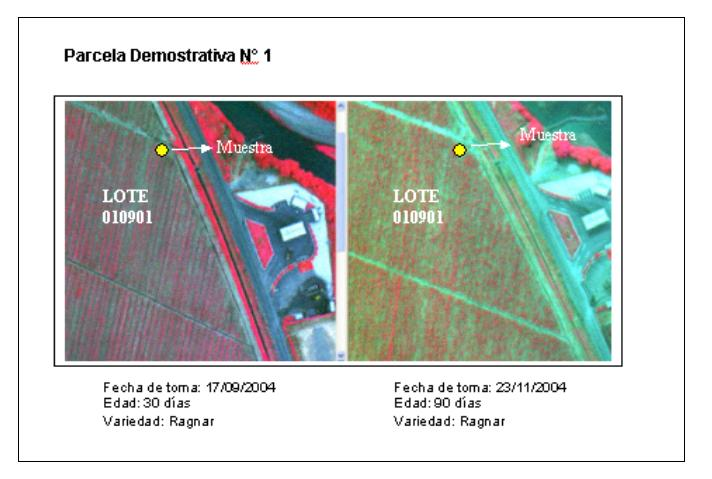 Parcela Demostrativa N° 1
Muestra
LOTE
010901
Muestra
LOTE
010901
Fecha de toma: 17/09/2004
Edad: 30 días
Variedad: Ragnar
Fecha de toma: 23/11/2004
Edad: 90 días
Variedad: Ragnar